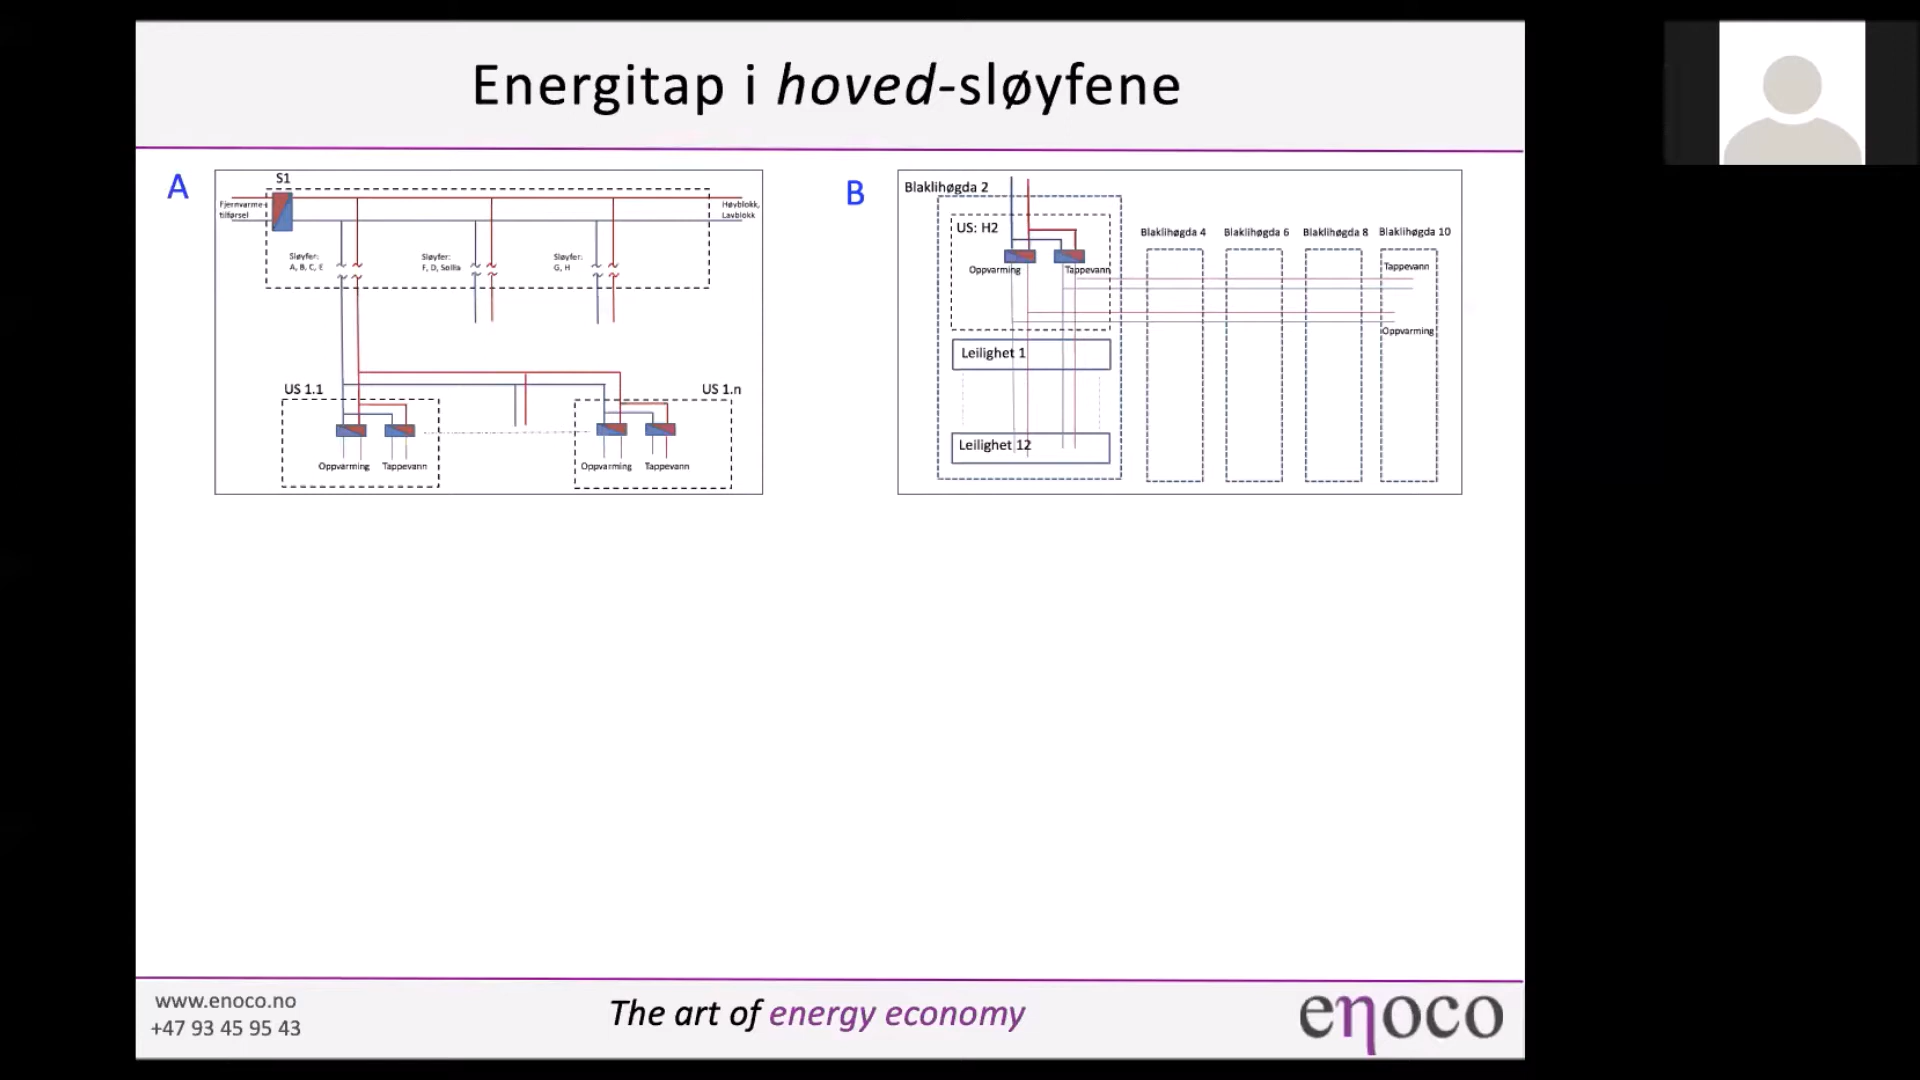 Energitap i hoved-sløyfene
A
S1
Fjernvarme-
tilførsel
Høyblokk,
Lavblokk
Sløyfer:
A, B, C, E
Sløyfer:
F, D, Sollia
Sløyfer:
G, H
US 1.1
US 1.n
Oppvarming
Tappevann
Oppvarming
Tappevann
B
Blaklihøgda 2
US: H2
Oppvarming
Tappevann
Blaklihøgda 4
Blaklihøgda 6
Blaklihøgda 8
Blaklihøgda 10
Tappevann
Oppvarming
Leilighet 1
Leilighet 12
www.enoco.no
+47 93 45 95 43
The art of energy economy
eηoco